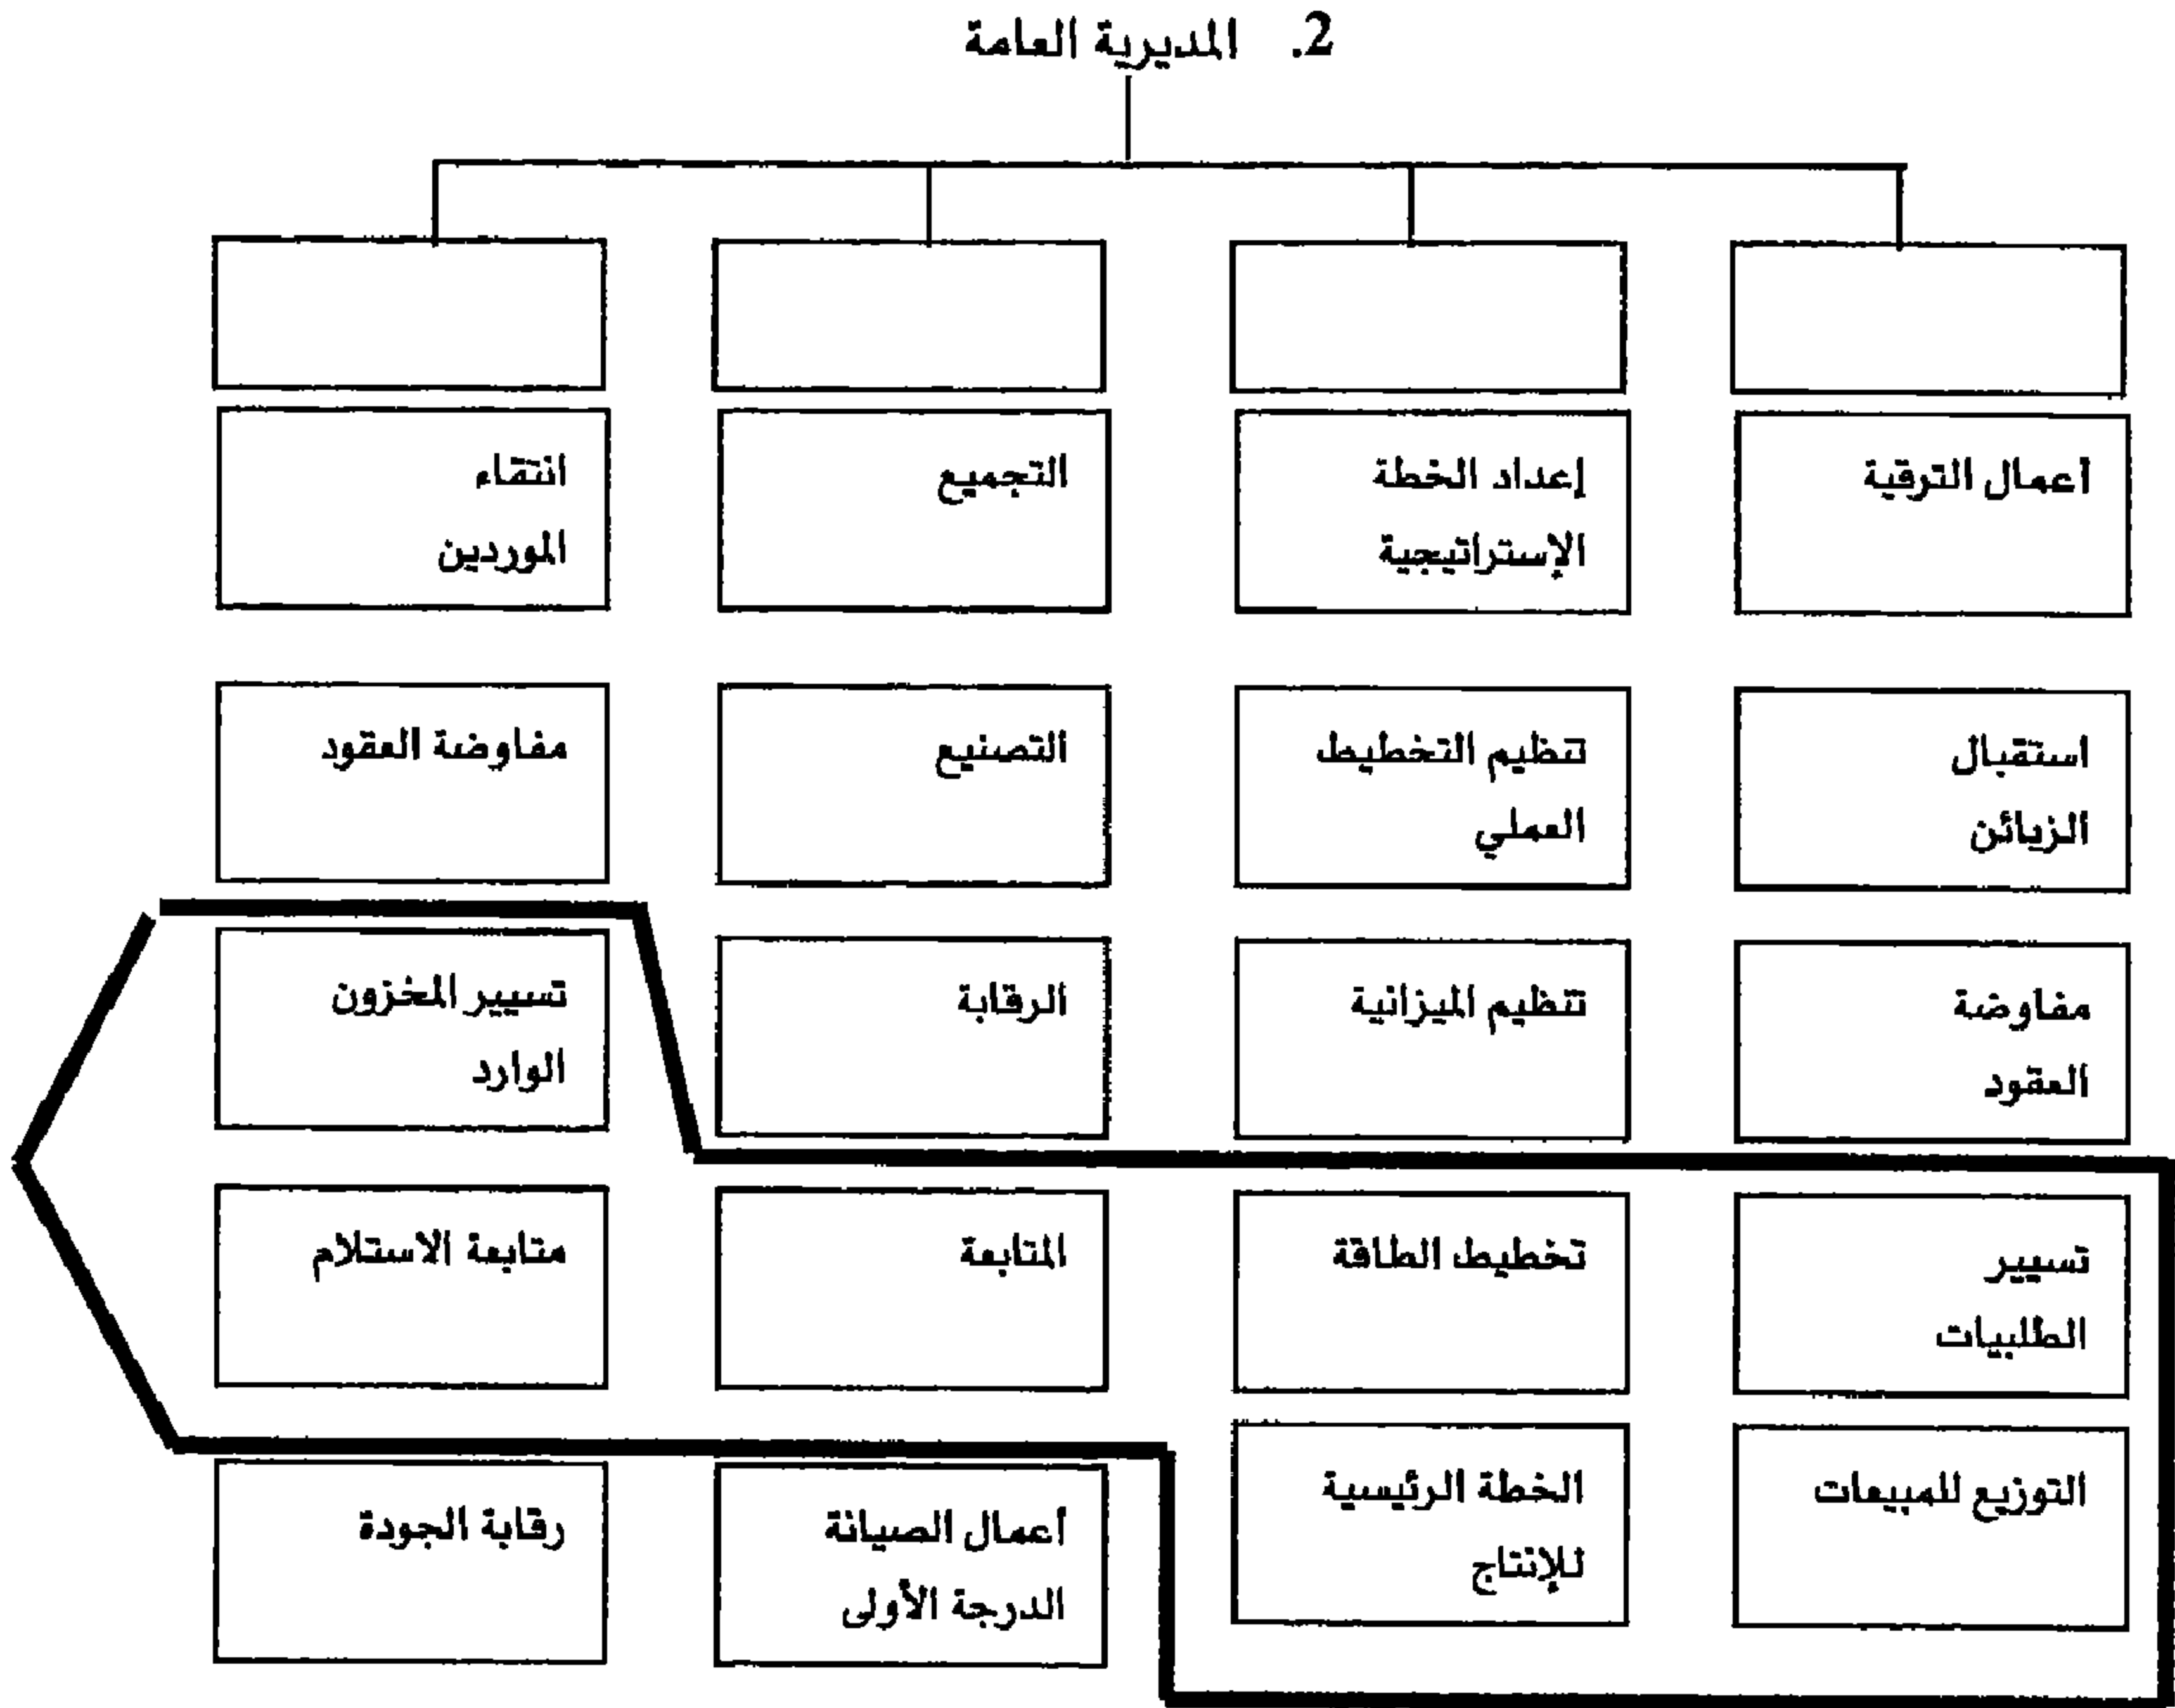 2. المديرية العامة
أعمال الترقية
إعداد الخطة
الإستراتيجية
التجميع
انتقاء
الموردين
استقبال
الزبائن
تنظيم التخطيط
العملي
التصنيع
مفاوضة العقود
مفاوضة
العقود
تنظيم الميزانية
الرقابة
تسيير المخزون
الوارد
تسيير
الطلبيات
تخطيط الطاقة
المتابعة
متابعة الاستلام
التوزيع للمبيعات
الخطة الرئيسية
للإنتاج
أعمال الصيانة
الدرجة الأولى
رقابة الجودة